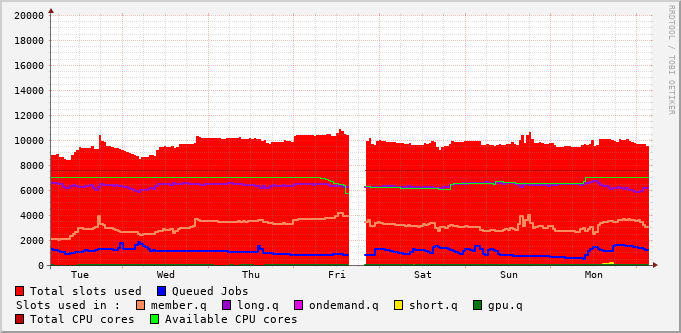 RRDTOOL / TOBI OETIKER
20000
18000
16000
14000
12000
10000
8000
6000
4000
2000
0
Tue Wed Thu Fri Sat Sun Mon
Total slots used Queued Jobs
Slots used in : member.q long.q ondemand.q short.q gpu.q
Total CPU cores Available CPU cores